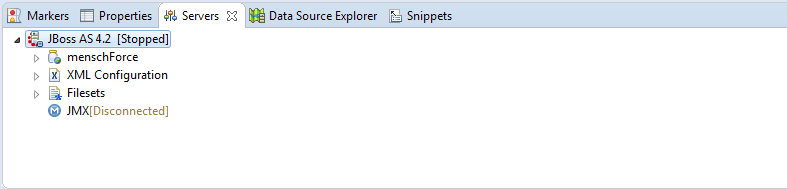 Markers Properties Servers Data Source Explorer Snippets
JBoss AS 4.2 [Stopped]
menschForce
XML Configuration
Filesets
JMX[Disconnected]